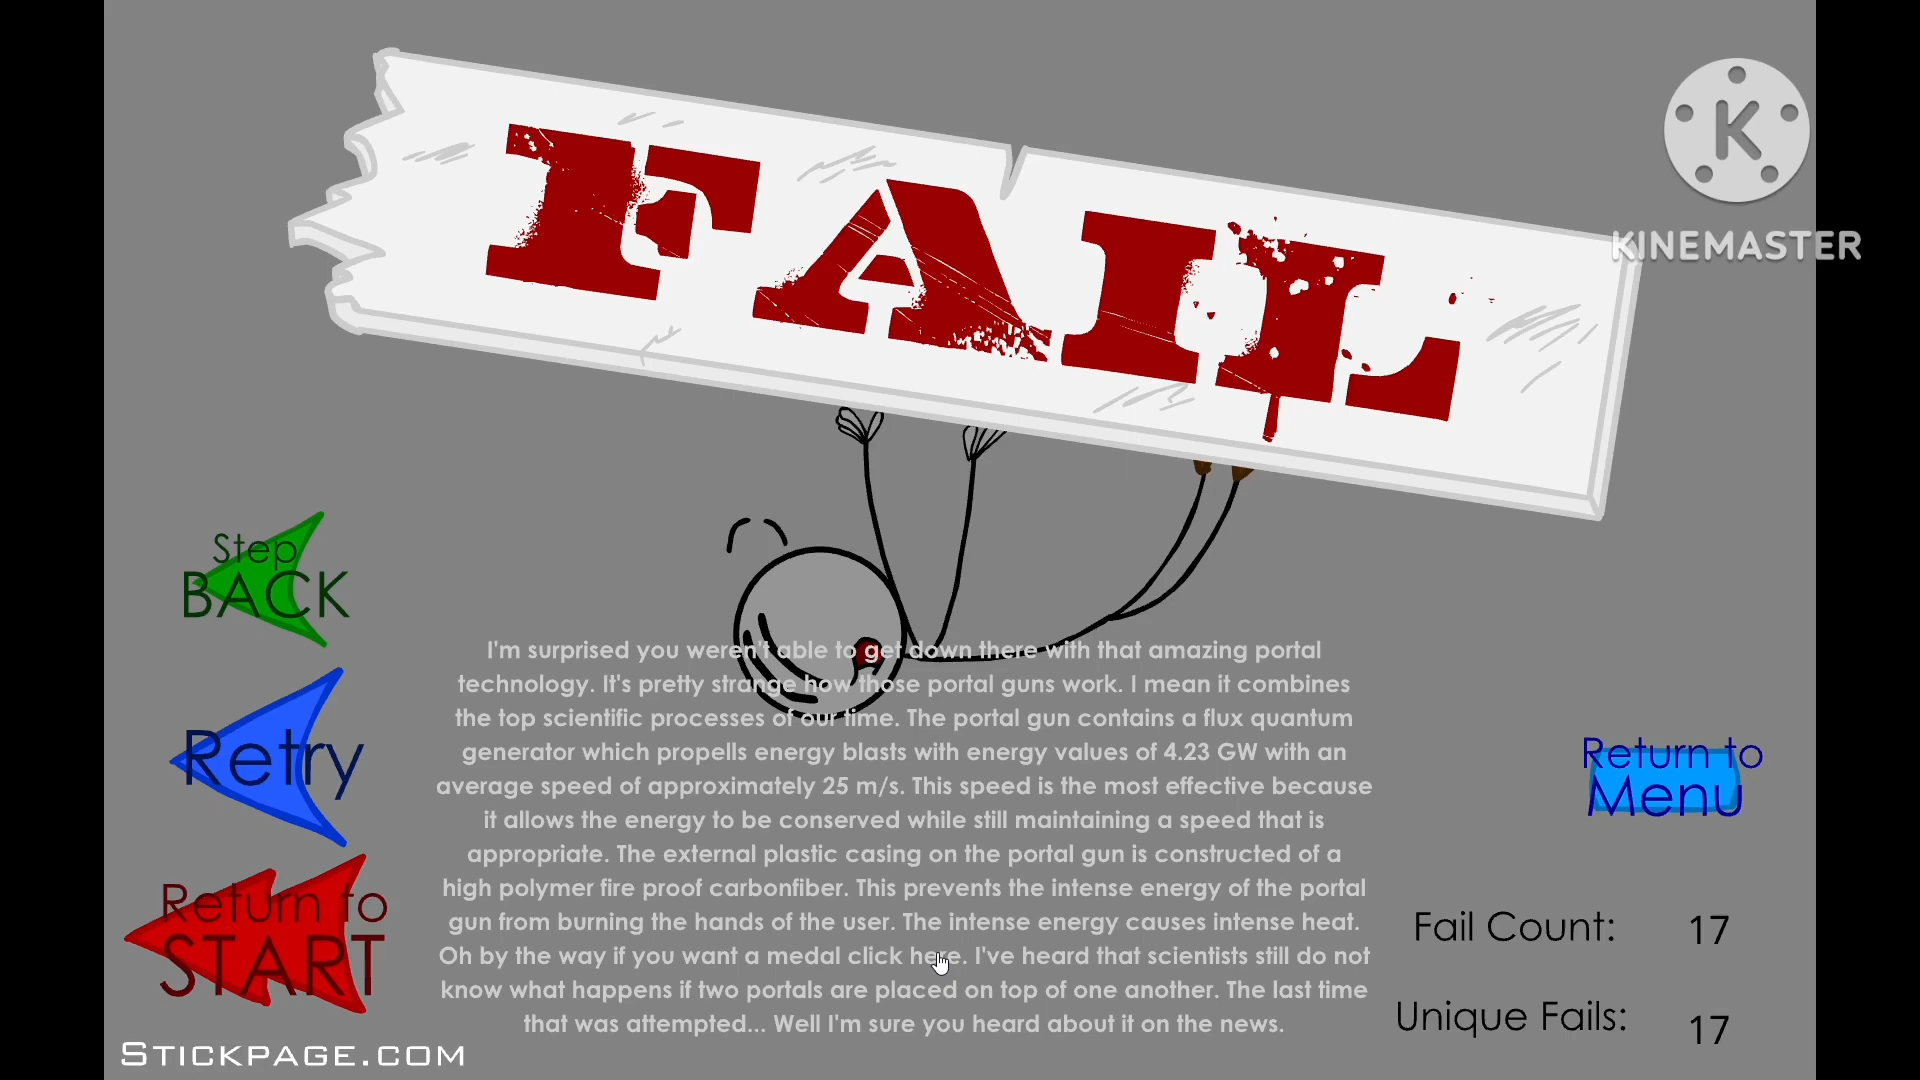 FAIL
K
KINEMASTER
Step
BACK
Retry
Return to
START
I'm surprised you weren't able to get down there with that amazing portal
technology. It's pretty strange how those portal guns work. I mean it combines
the top scientific processes of our time. The portal gun contains a flux quantum
generator which propells energy blasts with energy values of 4.23 GW with an
average speed of approximately 25 m/s. This speed is the most effective because
it allows the energy to be conserved while still maintaining a speed that is
appropriate. The external plastic casing on the portal gun is constructed of a
high polymer fire proof carbonfiber. This prevents the intense energy of the portal
gun from burning the hands of the user. The intense energy causes intense heat.
Oh by the way if you want a medal click here. I've heard that scientists still do not
know what happens if two portals are placed on top of one another. The last time
that was attempted... Well I'm sure you heard about it on the news.
Return to
Menu
Fail Count: 17
Unique Fails: 17
STICKPAGE.COM